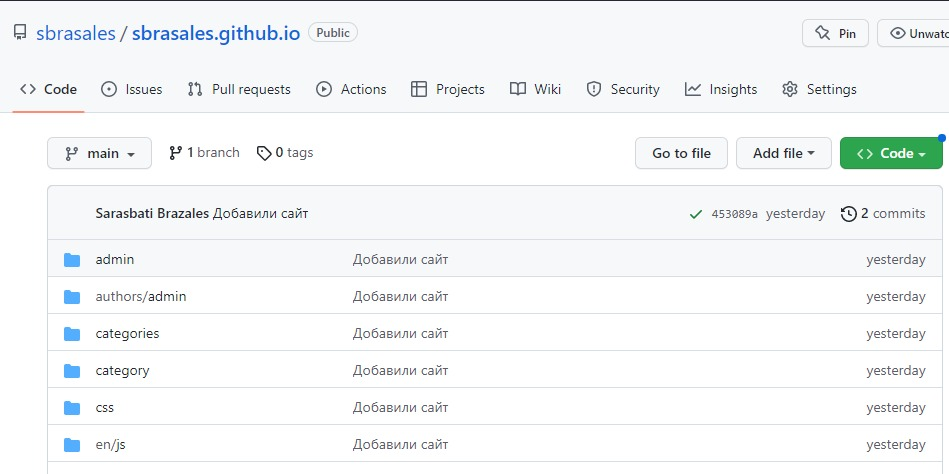 sbrasales / sbrasales.github.io Public Pin
Code Issues Pull requests Actions Projects Wiki Security Insights Settings
main 1 branch 0 tags Go to file Add file Code
Sarasbati Brazales Добавили сайт 453089a yesterday 2 commits
admin Добавили сайт yesterday
authors/admin Добавили сайт yesterday
categories Добавили сайт yesterday
category Добавили сайт yesterday
css Добавили сайт yesterday
en/js Добавили сайт yesterday